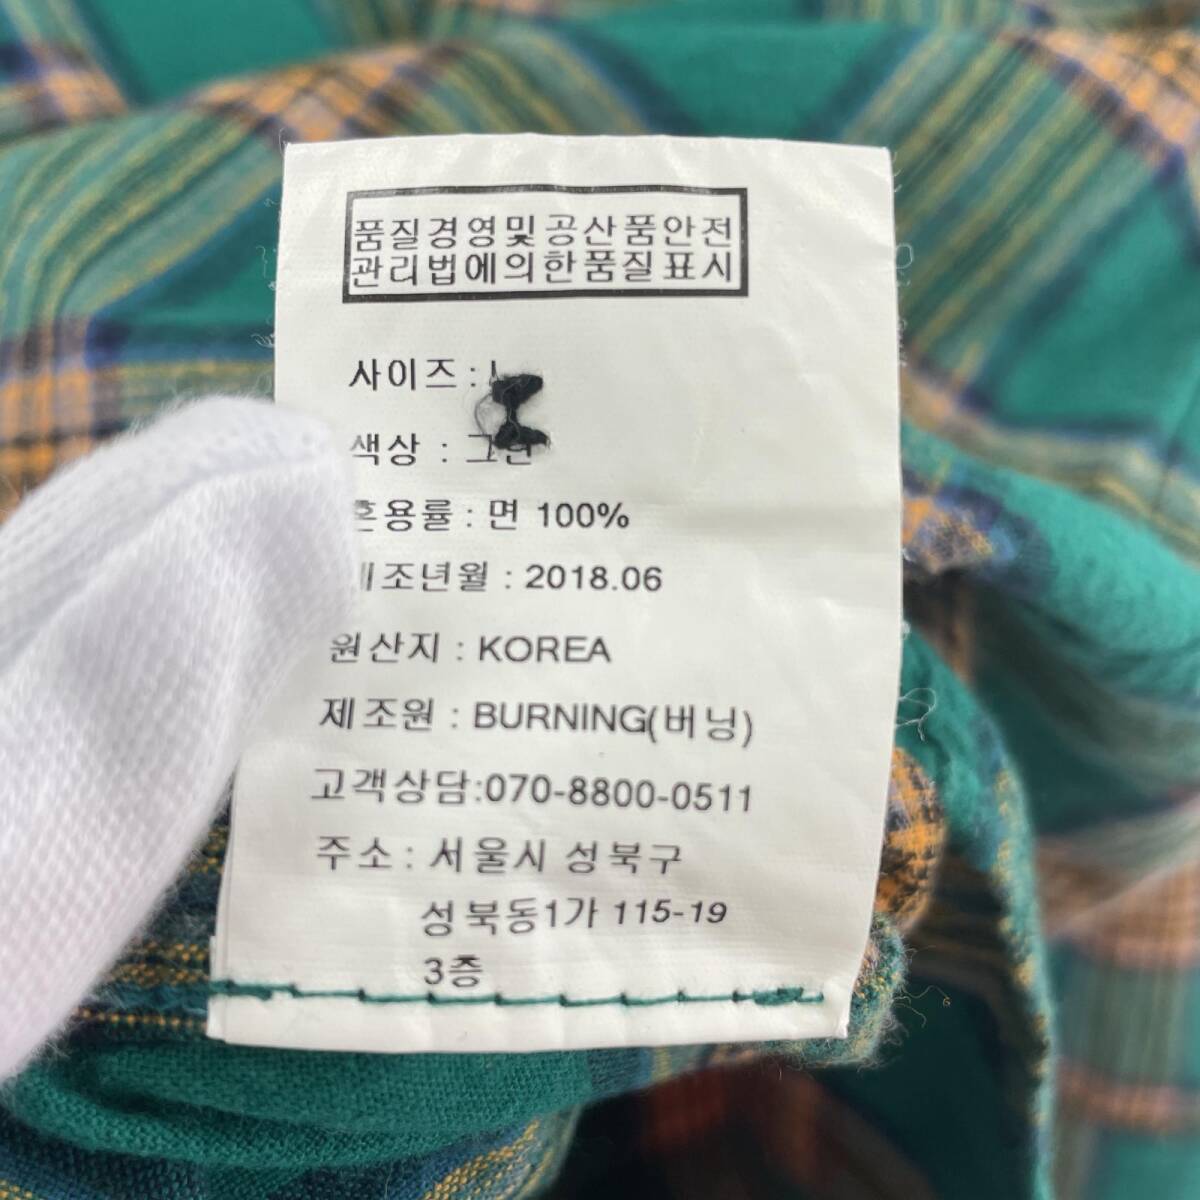 품질경영및공산품안전
관리법에의한품질표시
사이즈 :
색상 : 그린
혼용률 : 면 100%
제조년월 : 2018.06
원산지 : KOREA
제조원 : BURNING(버닝)
고객상담:070-8800-0511
주소 : 서울시 성북구
성북동1가 115-19
3층